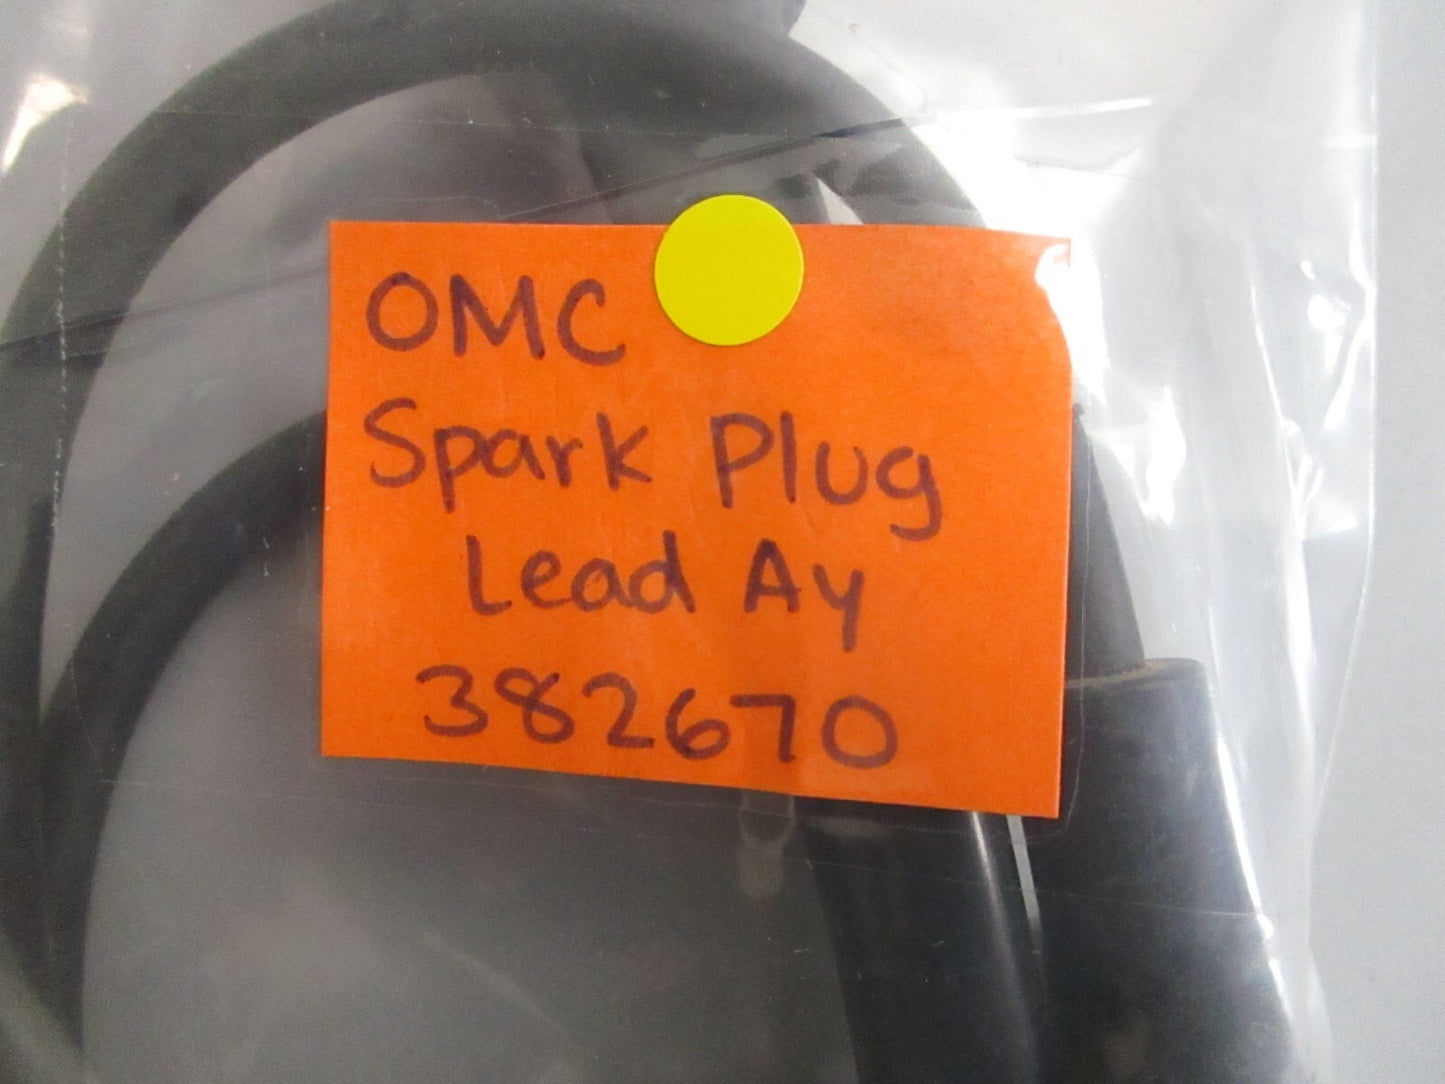 OMC
Spark Plug
Lead Ay
382670